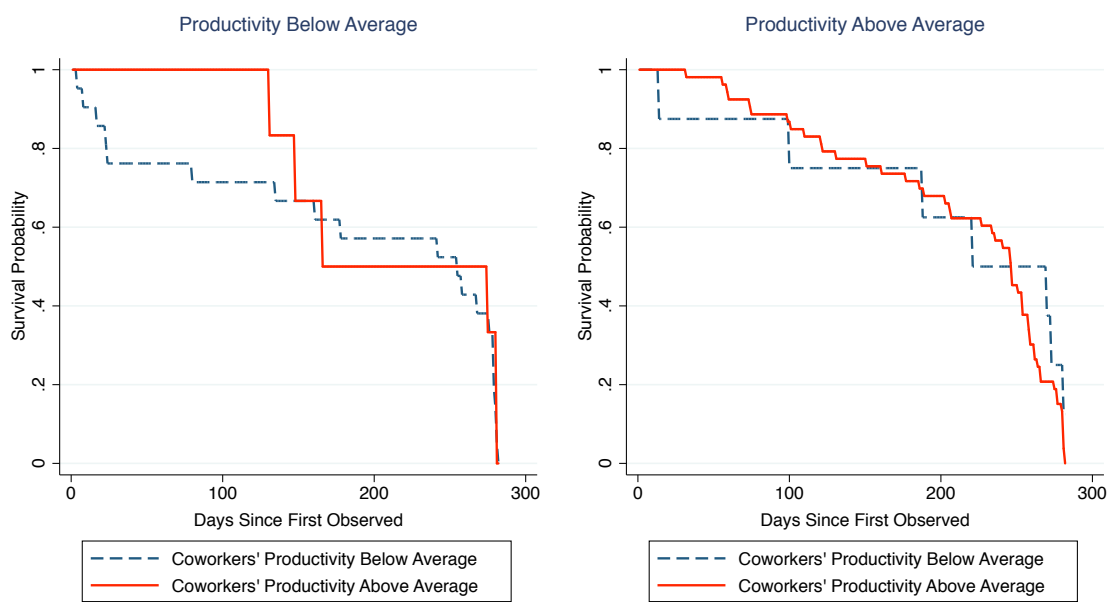 Productivity Below Average
Survival Probability
1
.8
.6
.4
.2
0
0 100 200 300
Days Since First Observed
Coworkers' Productivity Below Average
Coworkers' Productivity Above Average
Productivity Above Average
Survival Probability
1
.8
.6
.4
.2
0
0 100 200 300
Days Since First Observed
Coworkers' Productivity Below Average
Coworkers' Productivity Above Average